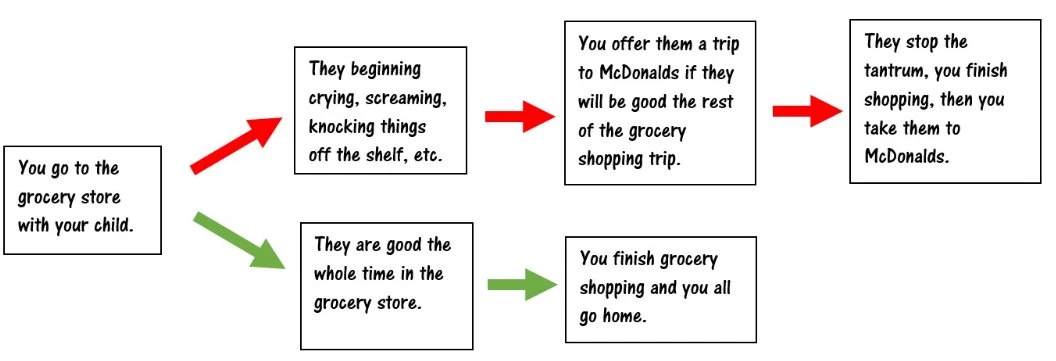 You go to the
grocery store
with your child.
They beginning
crying, screaming,
knocking things
off the shelf, etc.
You offer them a trip
to McDonalds if they
will be good the rest
of the grocery
shopping trip.
They stop the
tantrum, you finish
shopping, then you
take them to
McDonalds.
They are good the
whole time in the
grocery store.
You finish grocery
shopping and you all
go home.